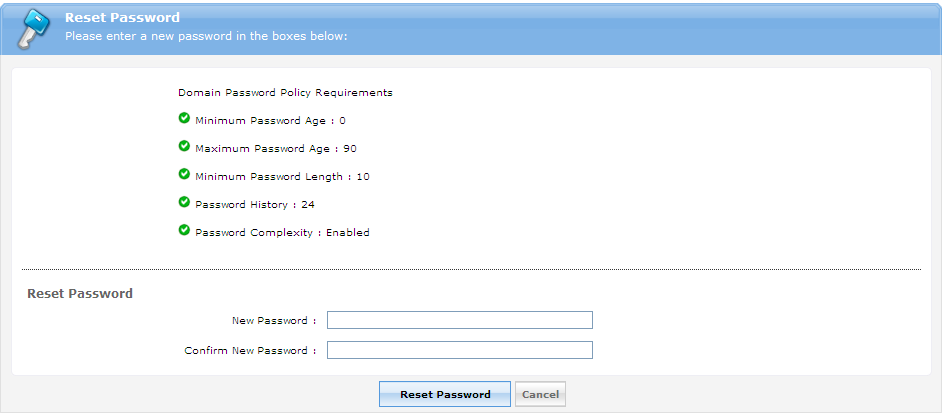 Reset Password
Please enter a new password in the boxes below:
Domain Password Policy Requirements
Minimum Password Age : 0
Maximum Password Age : 90
Minimum Password Length : 10
Password History : 24
Password Complexity : Enabled
Reset Password
New Password :
Confirm New Password :
Reset Password Cancel